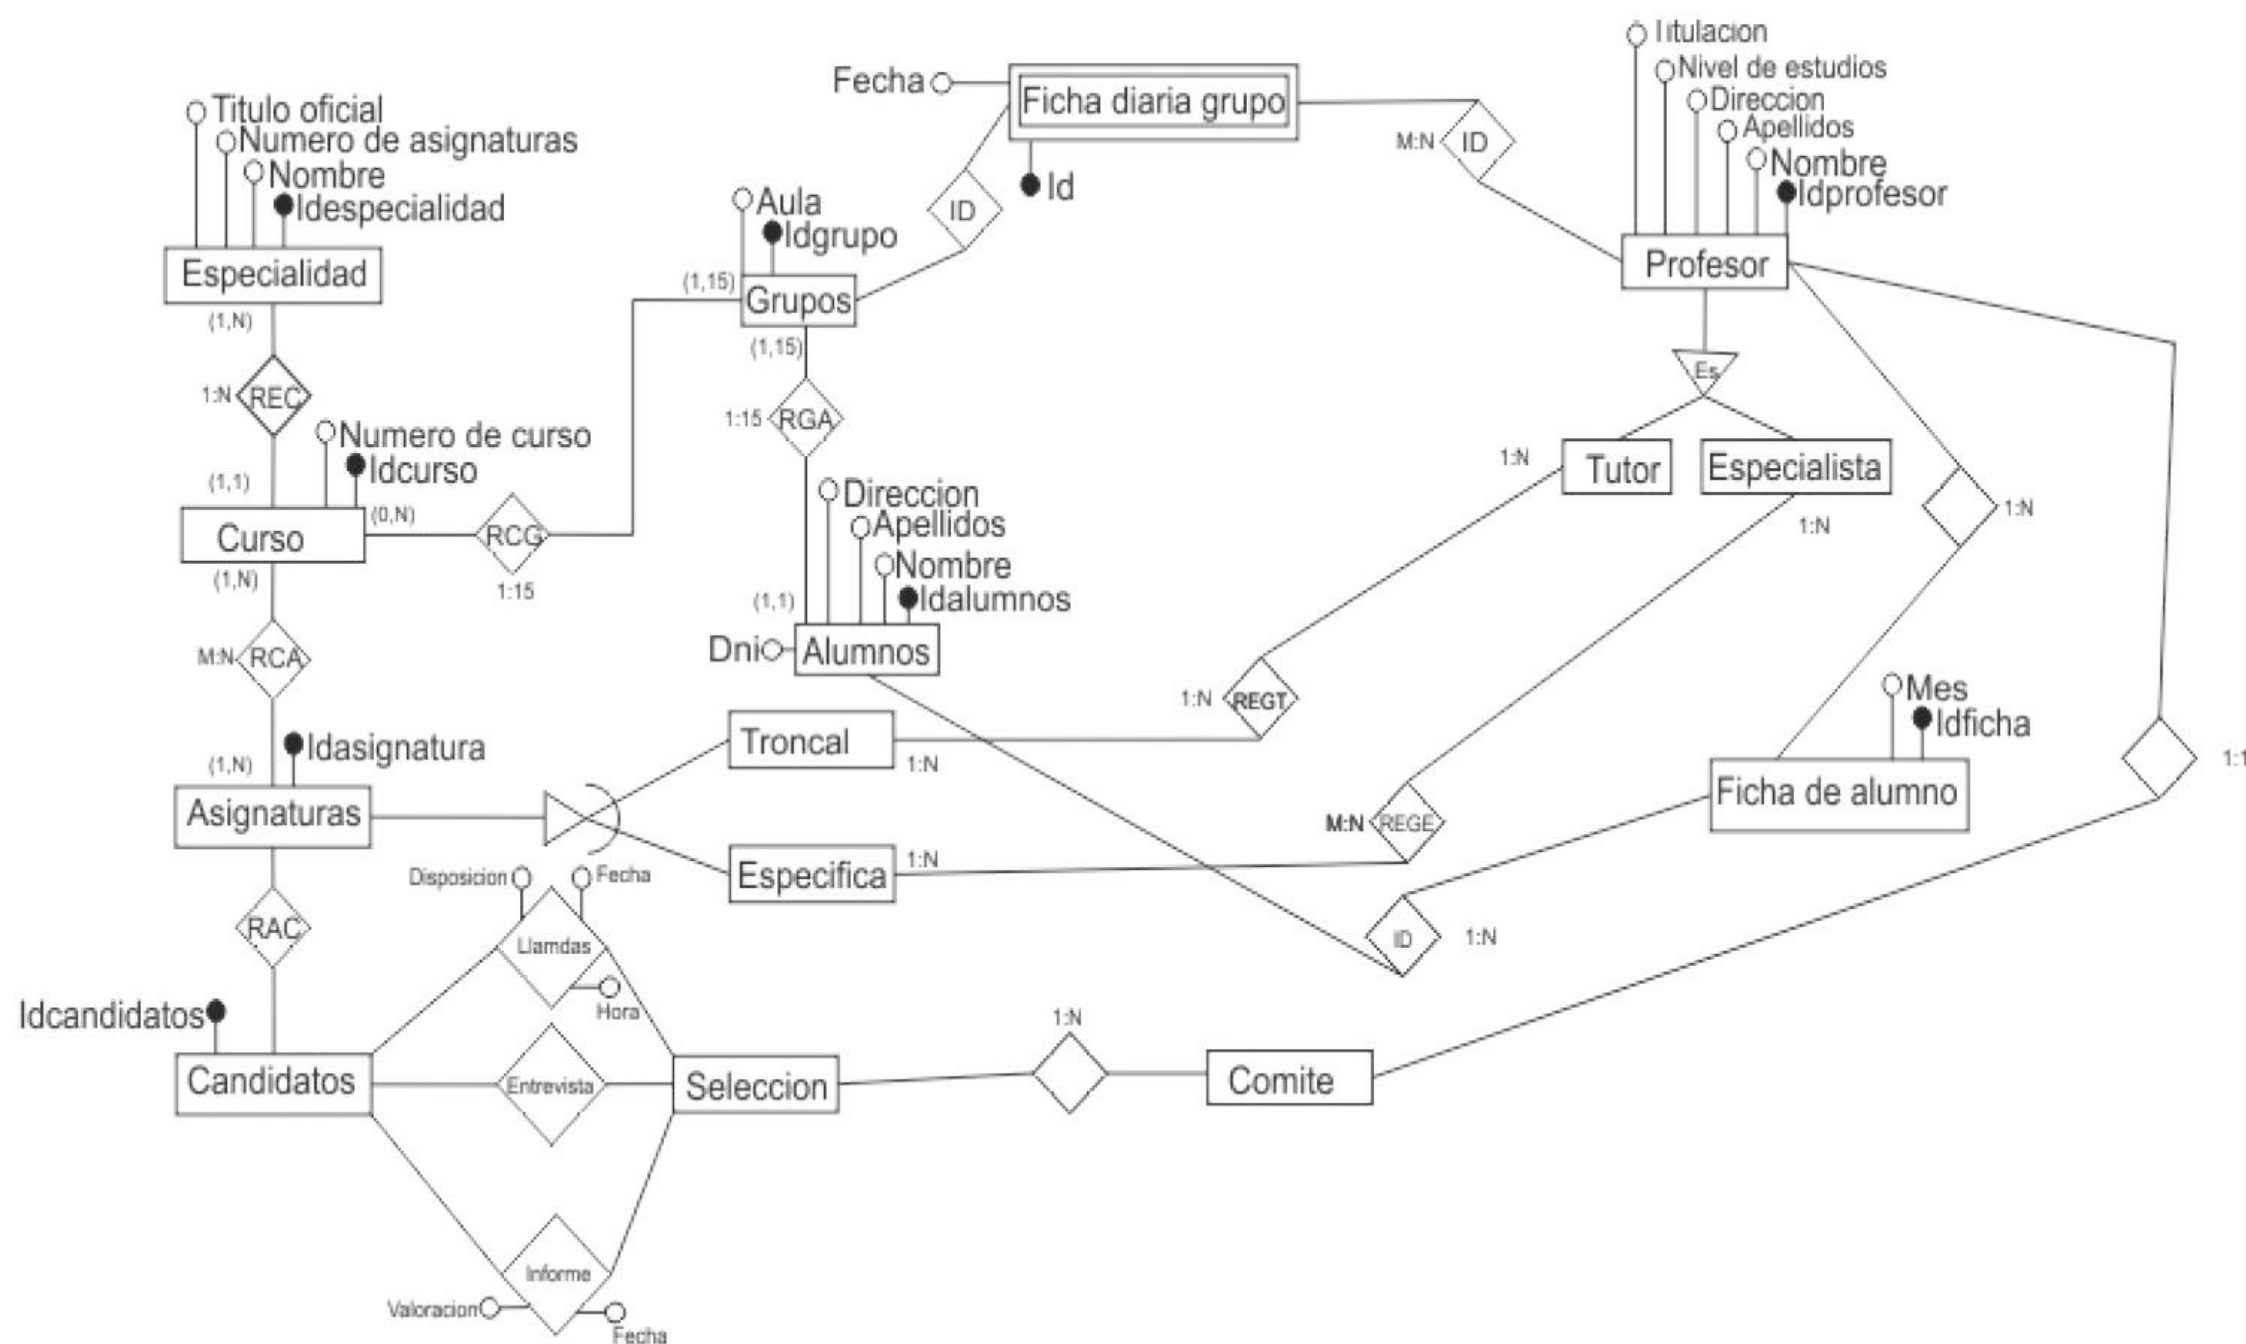 Titulacion
Nivel de estudios
Direccion
Apellidos
Nombre
Idprofesor
Profesor
Fecha
Ficha diaria grupo
Id
ID
M:N
ID
Titulo oficial
Numero de asignaturas
Nombre
Idespecialidad
Especialidad
(1,N)
1:N
REC
(1,1)
Numero de curso
Idcurso
Curso
(0,N)
RCG
1:15
(1,15)
Aula
Idgrupo
Grupos
(1,15)
1:15
RGA
(1,1)
Direccion
Apellidos
Nombre
Idalumnos
Dni
Alumnos
Es
1:N
Tutor
Especialista
1:N
1:N
(1,N)
M:N
RCA
(1,N)
Idasignatura
Asignaturas
Troncal
1:N
1:N
REGT
Especifica
1:N
M:N
REGE
Mes
Idficha
Ficha de alumno
1:1
ID
1:N
RAC
Disposicion
Fecha
Llamdas
Hora
Idcandidatos
Candidatos
Entrevista
Seleccion
1:N
Comite
Informe
Valoracion
Fecha